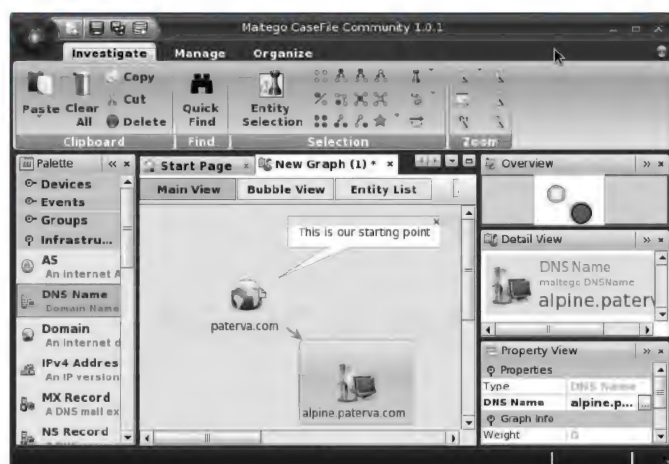 Maltego CaseFile Community 1.0.1
Investigate Manage Organize
Paste
Clear All
Copy
Cut
Delete
Quick Find
Entity Selection
Clipboard Find Selection Zoom
Palette
Devices
Events
Groups
Infrastru...
AS
An internet A
DNS Name
Domain Name
Domain
An internet d
IPv4 Addres
An IP version
MX Record
A DNS mail ex
NS Record
Start Page
New Graph (1) *
Main View Bubble View Entity List
This is our starting point
paterva.com
alpine.paterva.com
Overview
Detail View
DNS Name
maltego.DNSName
alpine.paterv
Property View
Properties
Type DNS Name
DNS Name alpine.p...
Graph info
Weight 0